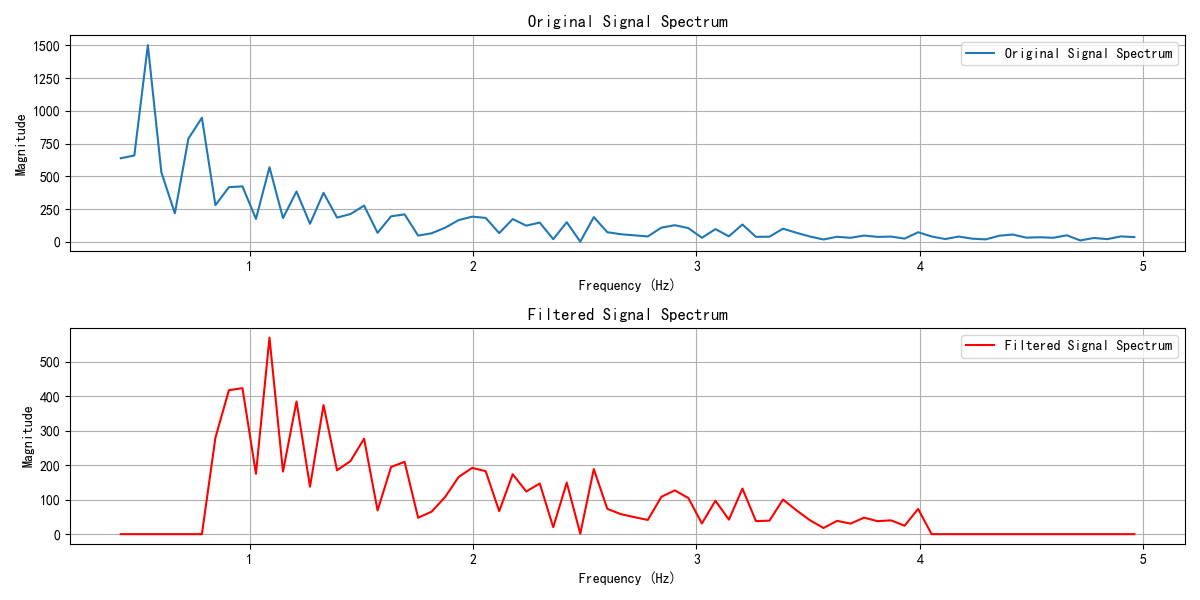 Original Signal Spectrum
Original Signal Spectrum
Magnitude
1500
1250
1000
750
500
250
0
1 2 3 4 5
Frequency (Hz)
Filtered Signal Spectrum
Filtered Signal Spectrum
Magnitude
500
400
300
200
100
0
1 2 3 4 5
Frequency (Hz)